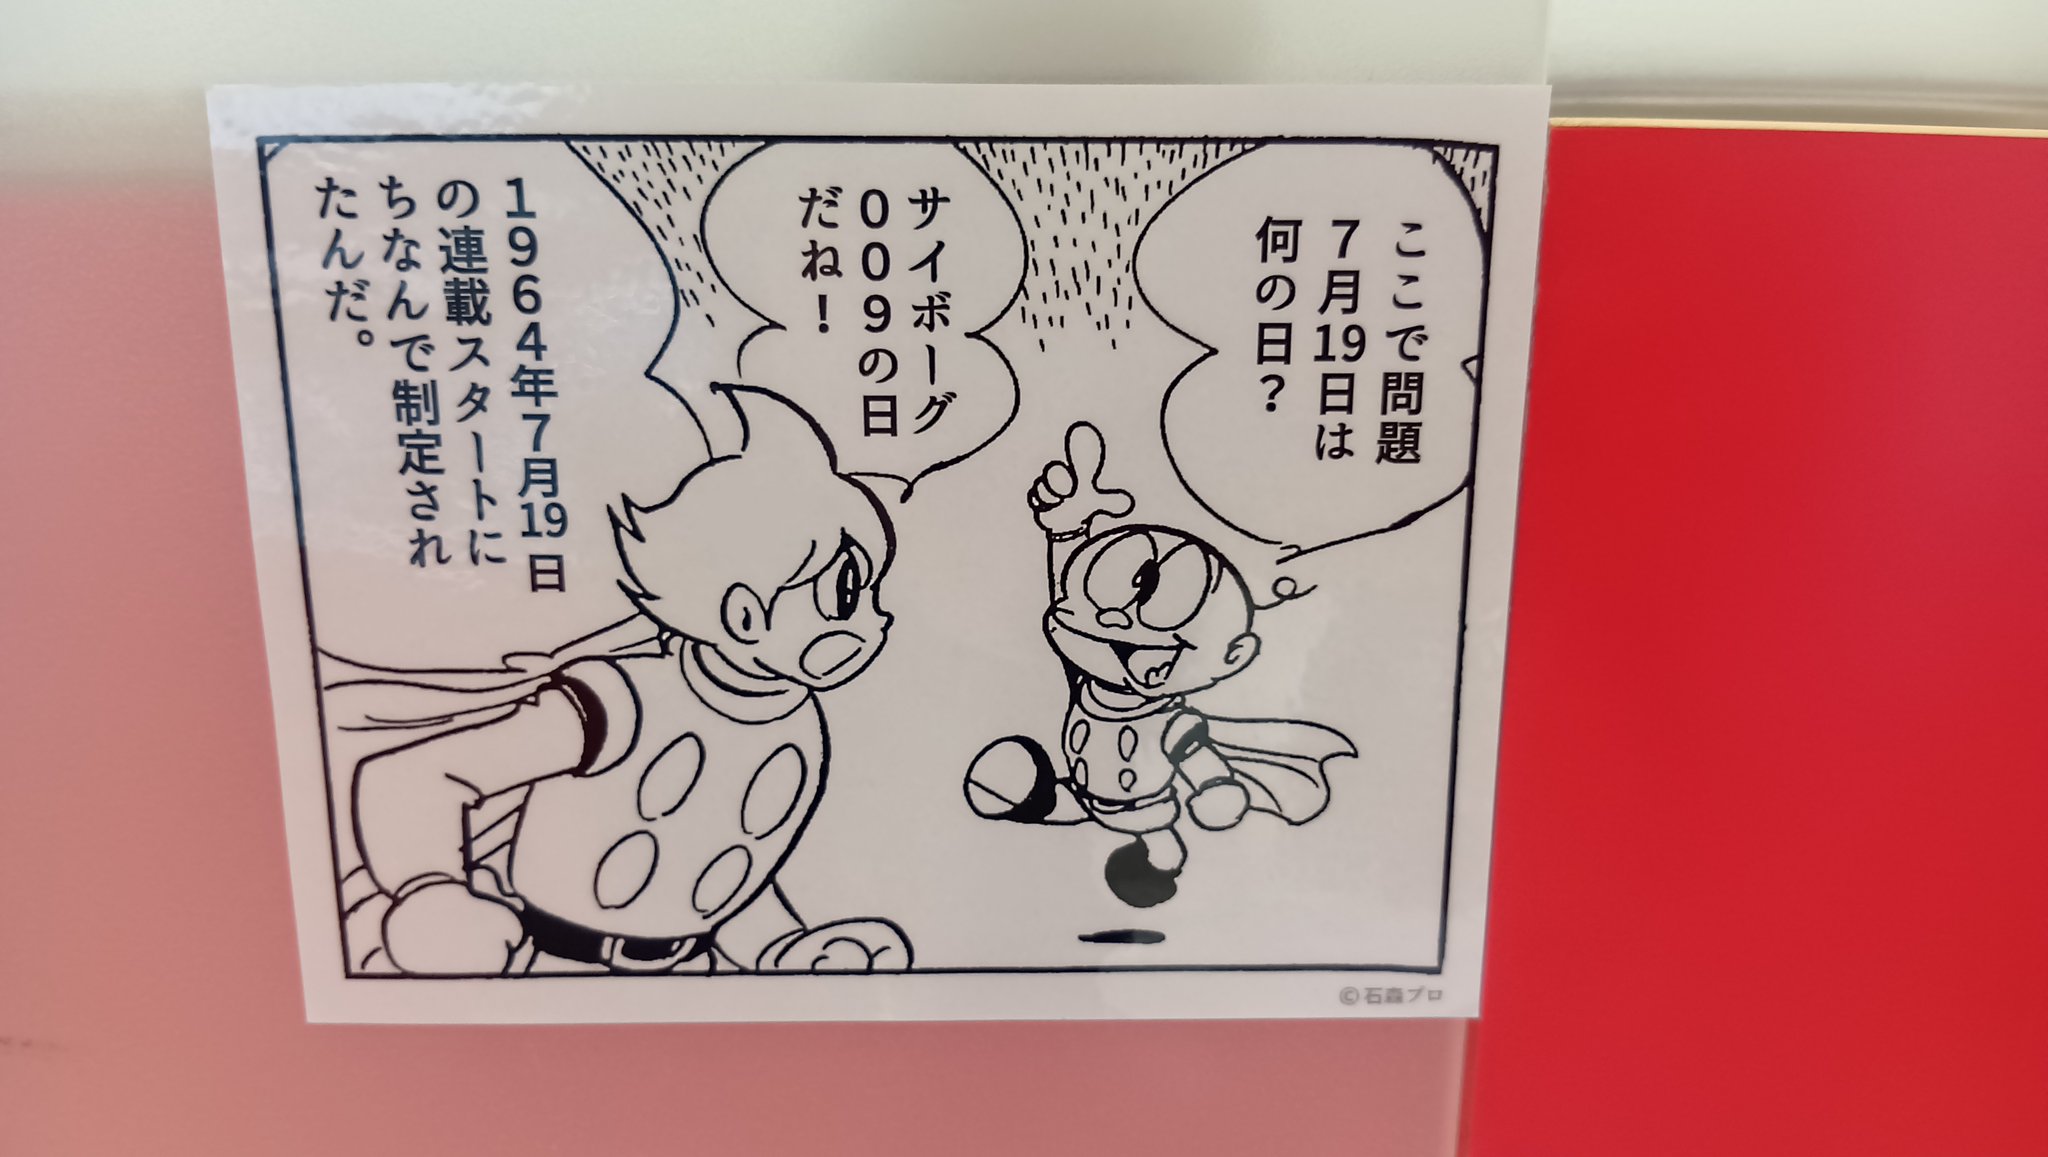 ここで問題
７月19日は
何の日？
サイボーグ
００９の日
だね！
１９６４年７月19日
の連載スタートに
ちなんで制定され
たんだ。
©石森プロ